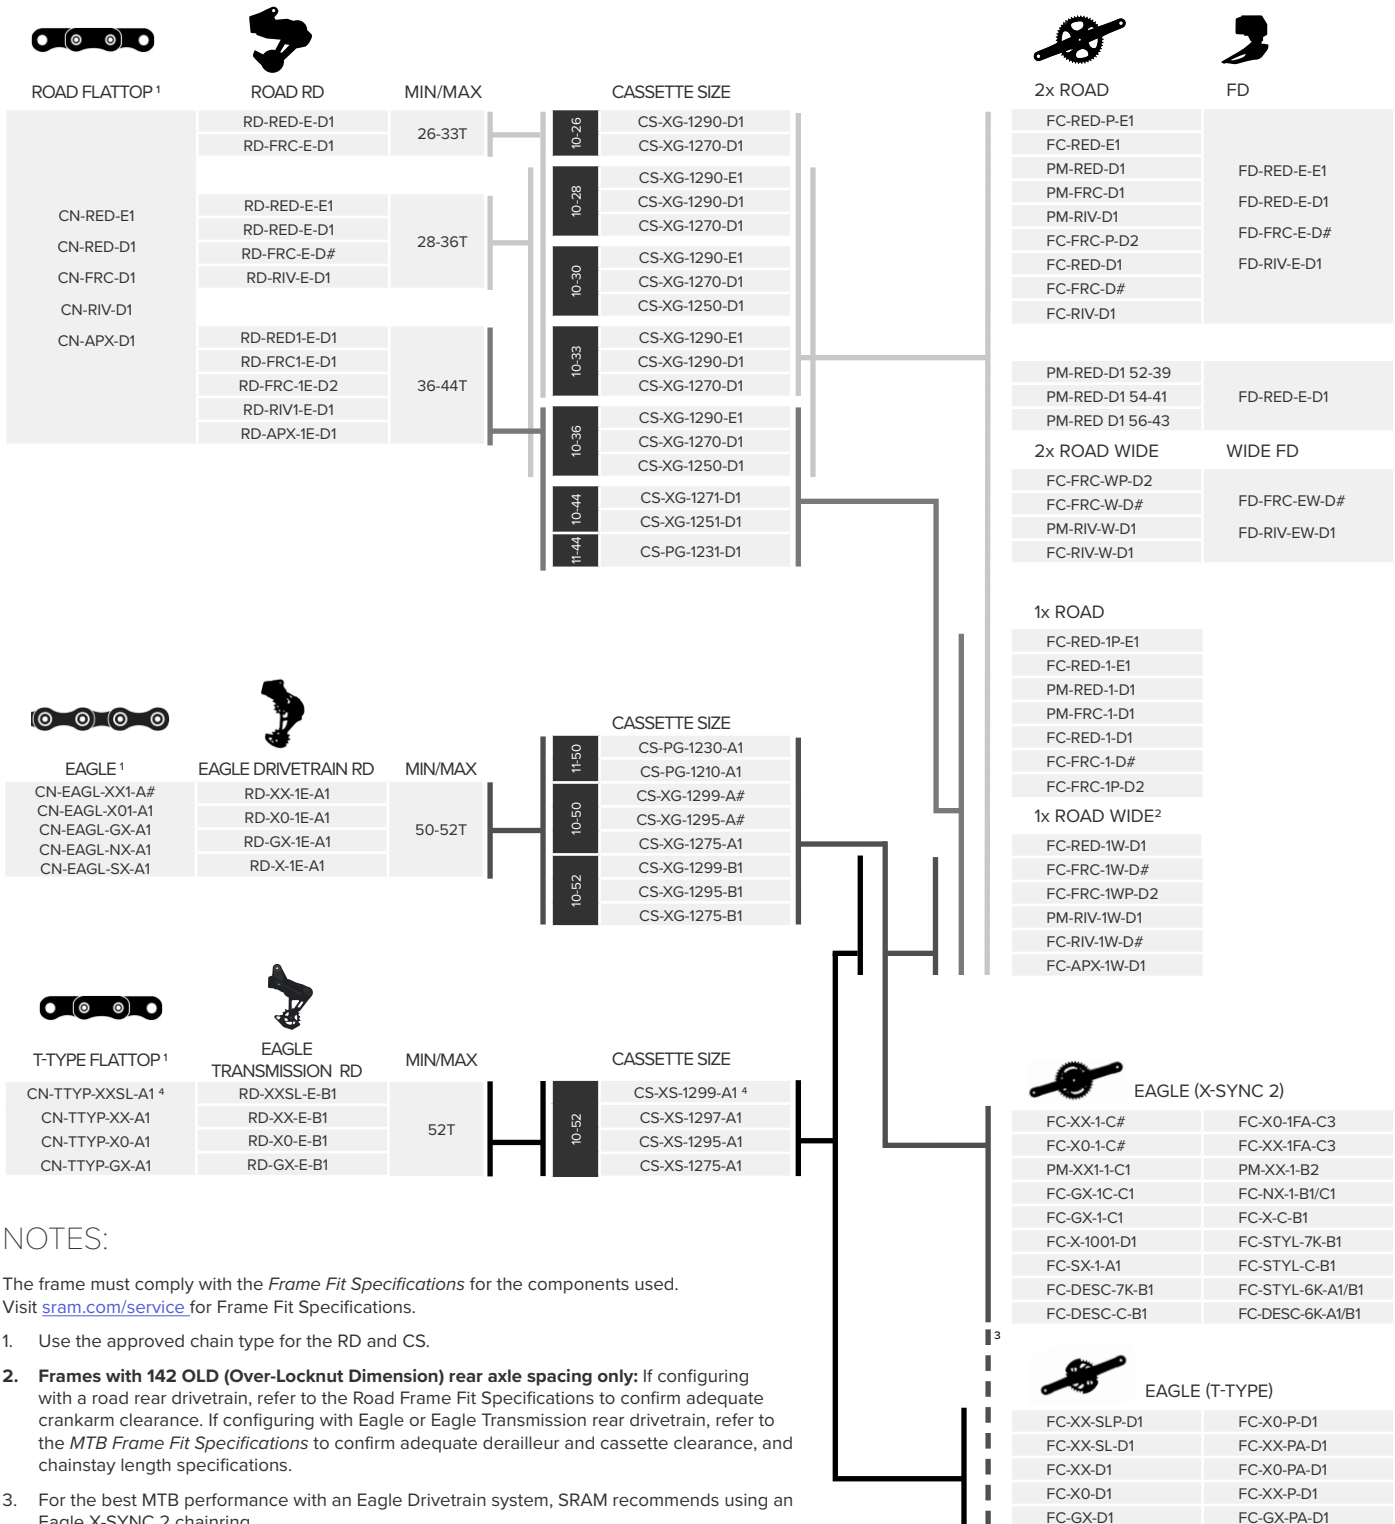 ROAD FLATTOP 1
ROAD RD
MIN/MAX
CASSETTE SIZE
2x ROAD
FD
CN-RED-E1
CN-RED-D1
CN-FRC-D1
CN-RIV-D1
CN-APX-D1
RD-RED-E-D1
RD-FRC-E-D1
26-33T
RD-RED-E-E1
RD-RED-E-D1
RD-FRC-E-D#
RD-RIV-E-D1
28-36T
RD-RED1-E-D1
RD-FRC1-E-D1
RD-FRC-1E-D2
RD-RIV1-E-D1
RD-APX-1E-D1
36-44T
10-26
CS-XG-1290-D1
CS-XG-1270-D1
10-28
CS-XG-1290-E1
CS-XG-1290-D1
CS-XG-1270-D1
10-30
CS-XG-1290-E1
CS-XG-1270-D1
CS-XG-1250-D1
10-33
CS-XG-1290-E1
CS-XG-1290-D1
CS-XG-1270-D1
10-36
CS-XG-1290-E1
CS-XG-1270-D1
CS-XG-1250-D1
10-44
CS-XG-1271-D1
CS-XG-1251-D1
11-44
CS-PG-1231-D1
FC-RED-P-E1
FC-RED-E1
PM-RED-D1
PM-FRC-D1
PM-RIV-D1
FC-FRC-P-D2
FC-RED-D1
FC-FRC-D#
FC-RIV-D1
FD-RED-E-E1
FD-RED-E-D1
FD-FRC-E-D#
FD-RIV-E-D1
PM-RED-D1 52-39
PM-RED-D1 54-41
PM-RED D1 56-43
FD-RED-E-D1
2x ROAD WIDE
WIDE FD
FC-FRC-WP-D2
FC-FRC-W-D#
PM-RIV-W-D1
FC-RIV-W-D1
FD-FRC-EW-D#
FD-RIV-EW-D1
1x ROAD
FC-RED-1P-E1
FC-RED-1-E1
PM-RED-1-D1
PM-FRC-1-D1
FC-RED-1-D1
FC-FRC-1-D#
FC-FRC-1P-D2
1x ROAD WIDE2
FC-RED-1W-D1
FC-FRC-1W-D#
FC-FRC-1WP-D2
PM-RIV-1W-D1
FC-RIV-1W-D#
FC-APX-1W-D1
EAGLE 1
EAGLE DRIVETRAIN RD
MIN/MAX
CASSETTE SIZE
CN-EAGL-XX1-A#
CN-EAGL-X01-A1
CN-EAGL-GX-A1
CN-EAGL-NX-A1
CN-EAGL-SX-A1
RD-XX-1E-A1
RD-X0-1E-A1
RD-GX-1E-A1
RD-X-1E-A1
50-52T
11-50
CS-PG-1230-A1
CS-PG-1210-A1
10-50
CS-XG-1299-A#
CS-XG-1295-A#
CS-XG-1275-A1
10-52
CS-XG-1299-B1
CS-XG-1295-B1
CS-XG-1275-B1
T-TYPE FLATTOP 1
EAGLE
TRANSMISSION RD
MIN/MAX
CASSETTE SIZE
CN-TTYP-XXSL-A1 4
CN-TTYP-XX-A1
CN-TTYP-X0-A1
CN-TTYP-GX-A1
RD-XXSL-E-B1
RD-XX-E-B1
RD-X0-E-B1
RD-GX-E-B1
52T
10-52
CS-XS-1299-A1 4
CS-XS-1297-A1
CS-XS-1295-A1
CS-XS-1275-A1
EAGLE (X-SYNC 2)
FC-XX-1-C# FC-X0-1FA-C3
FC-X0-1-C# FC-XX-1FA-C3
PM-XX1-1-C1 PM-XX-1-B2
FC-GX-1C-C1 FC-NX-1-B1/C1
FC-GX-1-C1 FC-X-C-B1
FC-X-1001-D1 FC-STYL-7K-B1
FC-SX-1-A1 FC-STYL-C-B1
FC-DESC-7K-B1 FC-STYL-6K-A1/B1
FC-DESC-C-B1 FC-DESC-6K-A1/B1
3
EAGLE (T-TYPE)
FC-XX-SLP-D1 FC-X0-P-D1
FC-XX-SL-D1 FC-XX-PA-D1
FC-XX-D1 FC-X0-PA-D1
FC-X0-D1 FC-XX-P-D1
FC-GX-D1 FC-GX-PA-D1
NOTES:
The frame must comply with the Frame Fit Specifications for the components used.
Visit sram.com/service for Frame Fit Specifications.
1. Use the approved chain type for the RD and CS.
2. Frames with 142 OLD (Over-Locknut Dimension) rear axle spacing only: If configuring
with a road rear drivetrain, refer to the Road Frame Fit Specifications to confirm adequate
crankarm clearance. If configuring with Eagle or Eagle Transmission rear drivetrain, refer to
the MTB Frame Fit Specifications to confirm adequate derailleur and cassette clearance, and
chainstay length specifications.
3. For the best MTB performance with an Eagle Drivetrain system, SRAM recommends using an
Eagle X-SYNC 2 chainring.